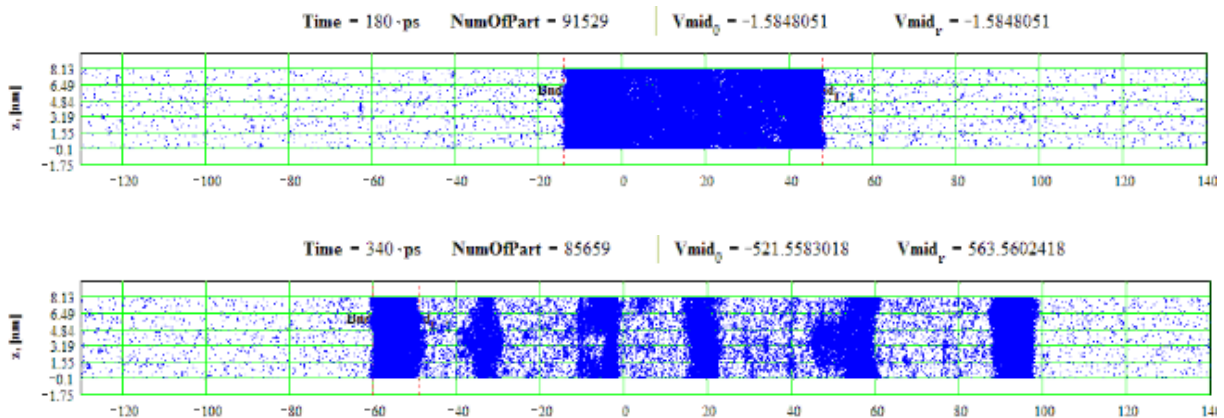 Time = 180 ·ps NumOfPart = 91529 Vmid₀ = −1.5848051 Vmidᵣ = −1.5848051
z, [nm]
8.13
6.49
4.84
3.19
1.55
−0.1
−1.75
Bnd
−120 −100 −80 −60 −40 −20 0 20 40 60 80 100 120 140
Time = 340 ·ps NumOfPart = 85659 Vmid₀ = −521.5583018 Vmidᵣ = 563.5602418
z, [nm]
8.13
6.49
4.84
3.19
1.55
−0.1
−1.75
Bnd
−120 −100 −80 −60 −40 −20 0 20 40 60 80 100 120 140